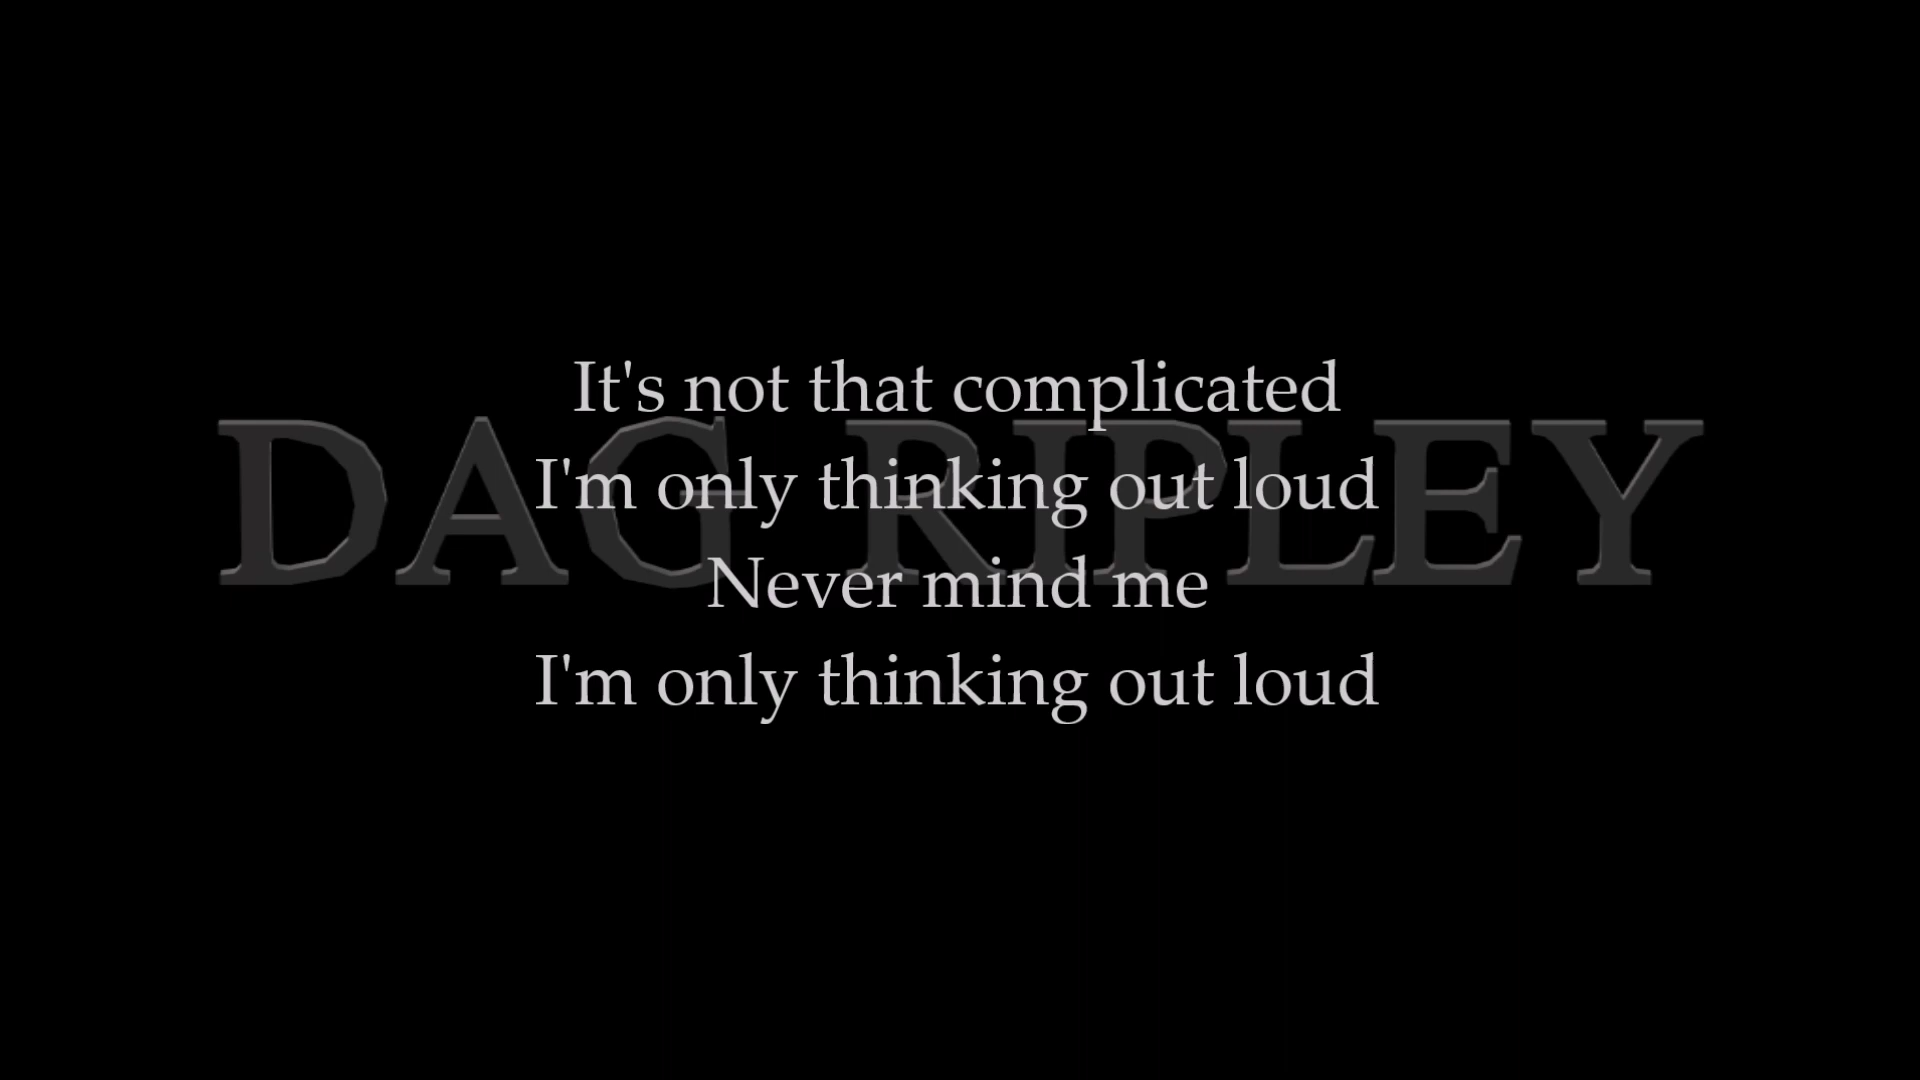 It's not that complicated
DAG RIPLEY
I'm only thinking out loud
Never mind me
I'm only thinking out loud